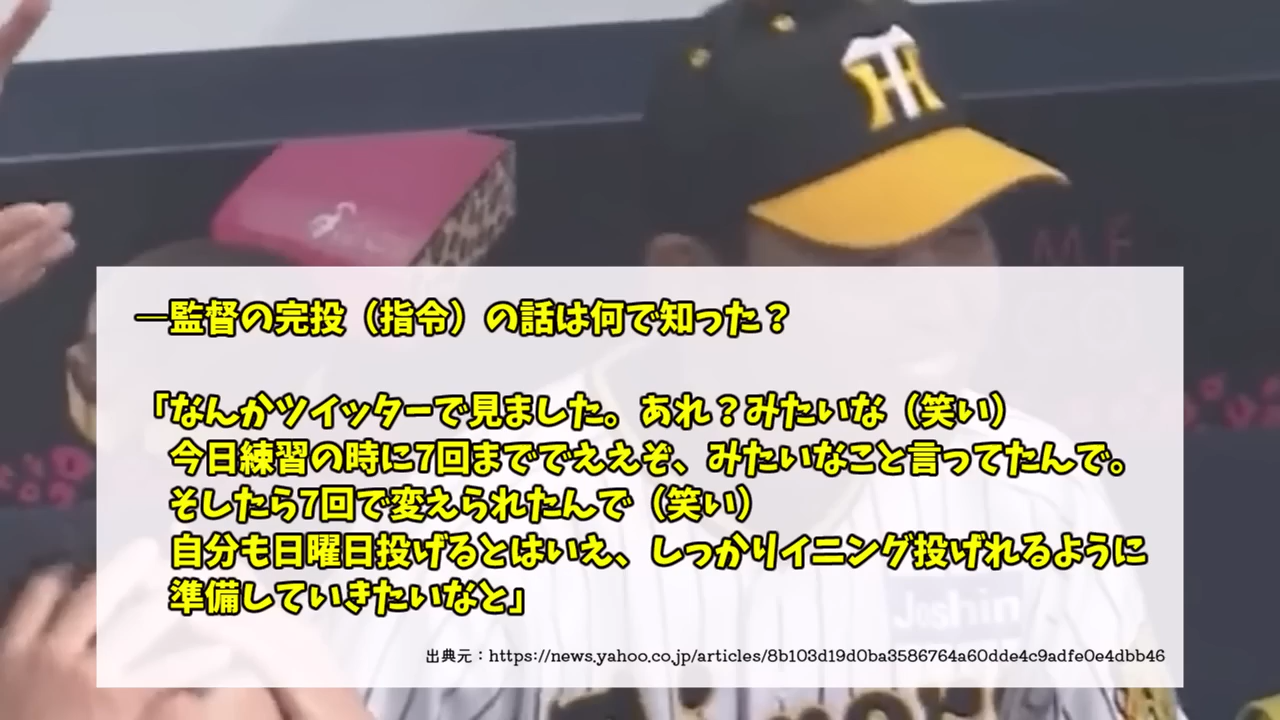 ―監督の完投（指令）の話は何で知った？
「なんかツイッターで見ました。あれ？みたいな（笑い）
今日練習の時に7回まででええぞ、みたいなこと言ってたんで。
そしたら7回で変えられたんで（笑い）
自分も日曜日投げるとはいえ、しっかりイニング投げれるように
準備していきたいなと」
Joshin
出典元：https://news.yahoo.co.jp/articles/8b103d19d0ba3586764a60dde4c9adfe0e4dbb46